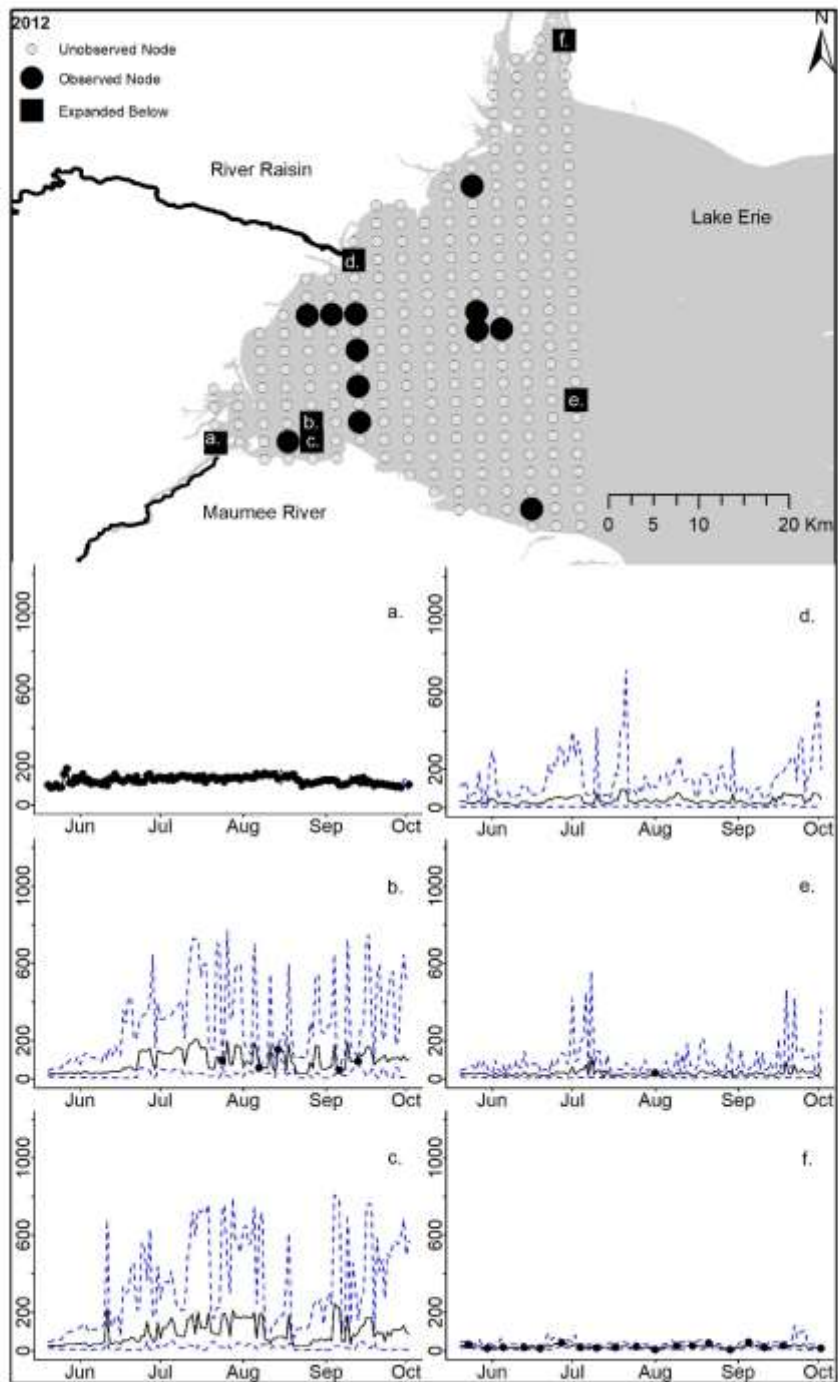 2012
N
Unobserved Node
Observed Node
Expanded Below
f.
River Raisin
Lake Erie
d.
e.
b.
a.
c.
Maumee River
0 5 10 20 Km
a.
1000
600
200
0
Jun Jul Aug Sep Oct
d.
1000
600
200
0
Jun Jul Aug Sep Oct
b.
1000
600
200
0
Jun Jul Aug Sep Oct
e.
1000
600
200
0
Jun Jul Aug Sep Oct
c.
1000
600
200
0
Jun Jul Aug Sep Oct
f.
1000
600
200
0
Jun Jul Aug Sep Oct